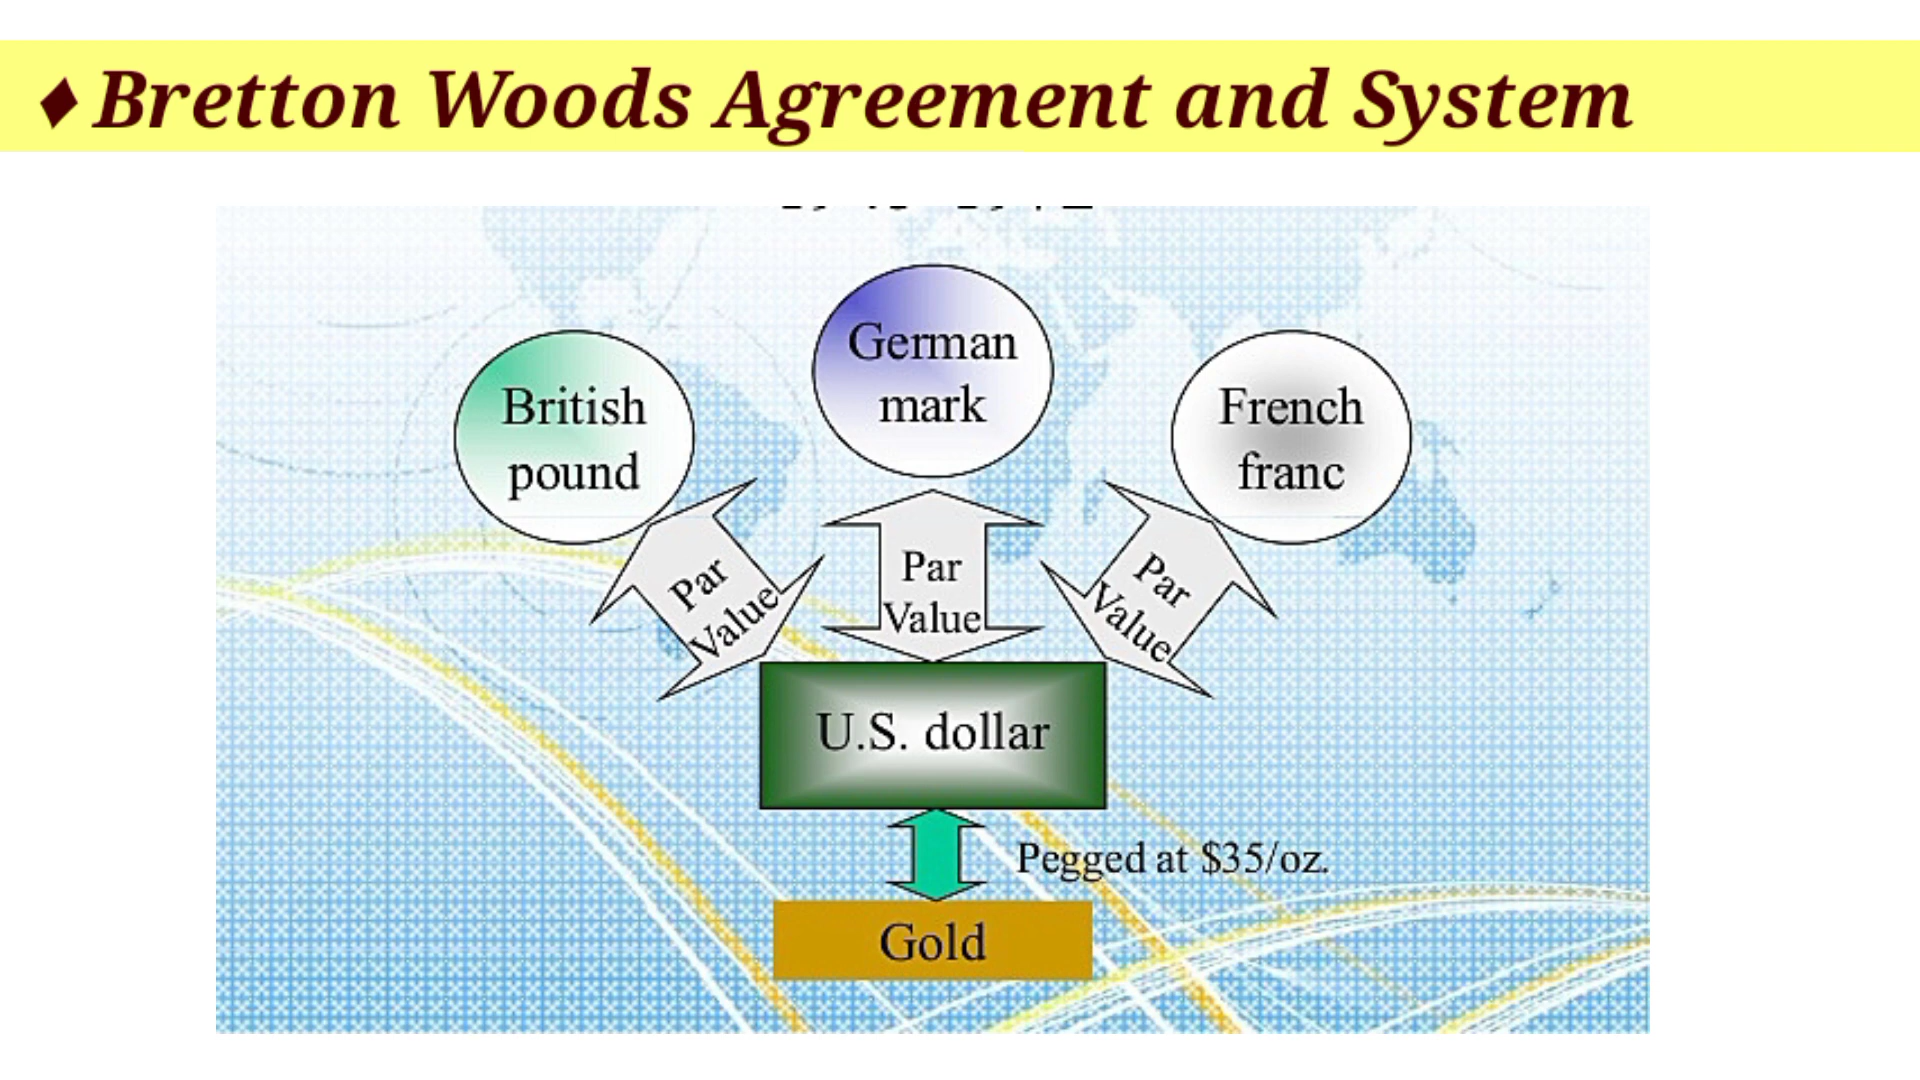 ♦ Bretton Woods Agreement and System
British
pound
German
mark
French
franc
Par
Value
Par
Value
Par
Value
U.S. dollar
Pegged at $35/oz.
Gold